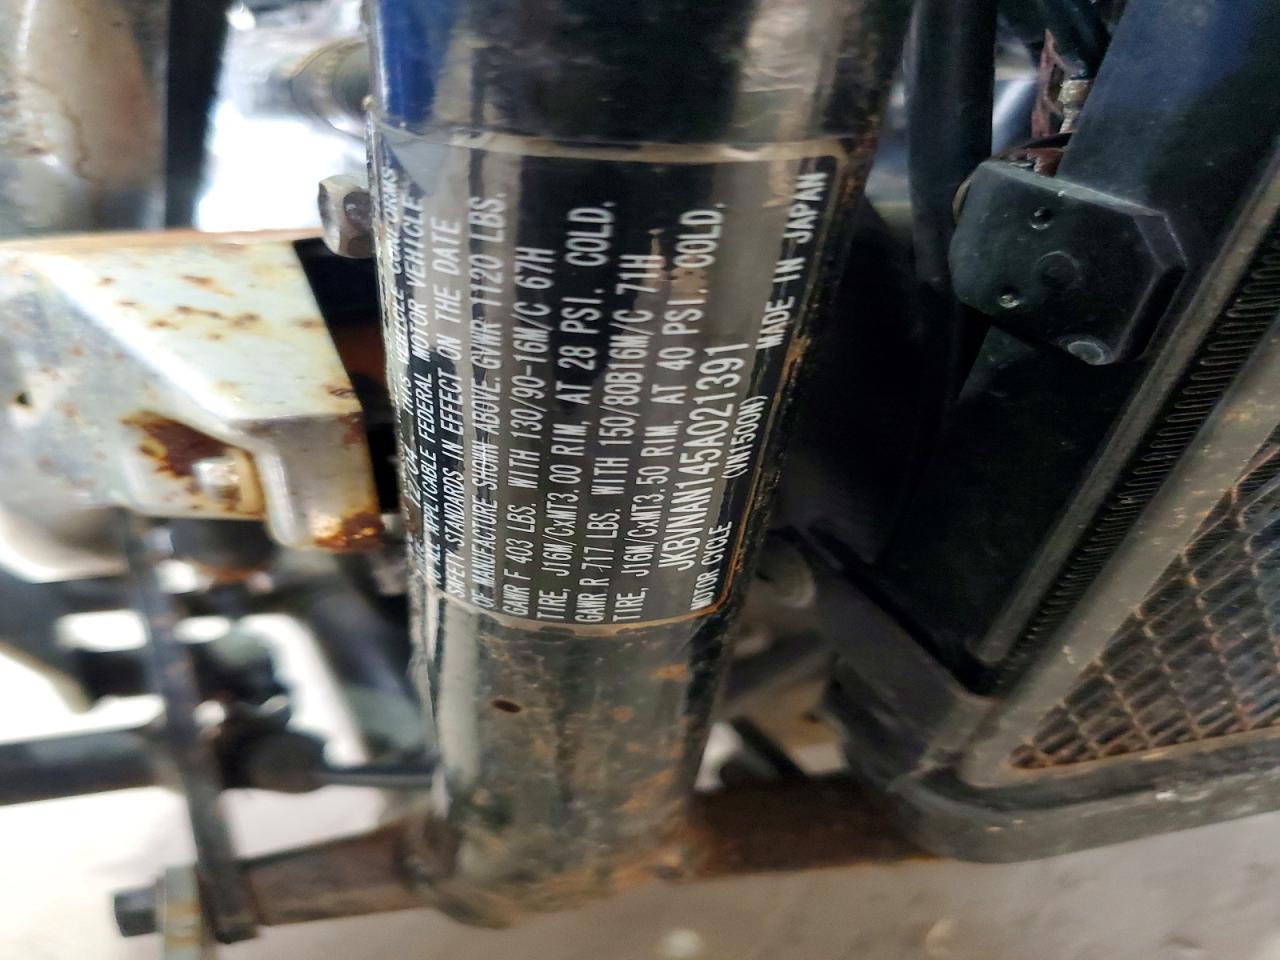 12/04 THIS VEHICLE CONFORMS
TO ALL APPLICABLE FEDERAL MOTOR VEHICLE
SAFETY STANDARDS IN EFFECT ON THE DATE
OF MANUFACTURE SHOWN ABOVE. GVWR 1120 LBS.
GAWR F 403 LBS. WITH 130/90-16M/C 67H
TIRE, J16M/CxMT3.00 RIM, AT 28 PSI. COLD.
GAWR R 717 LBS. WITH 150/80B16M/C 71H
TIRE, J16M/CxMT3.50 RIM, AT 40 PSI. COLD.
JKBVNAN145A021391
MOTOR CYCLE (VN1500N) MADE IN JAPAN